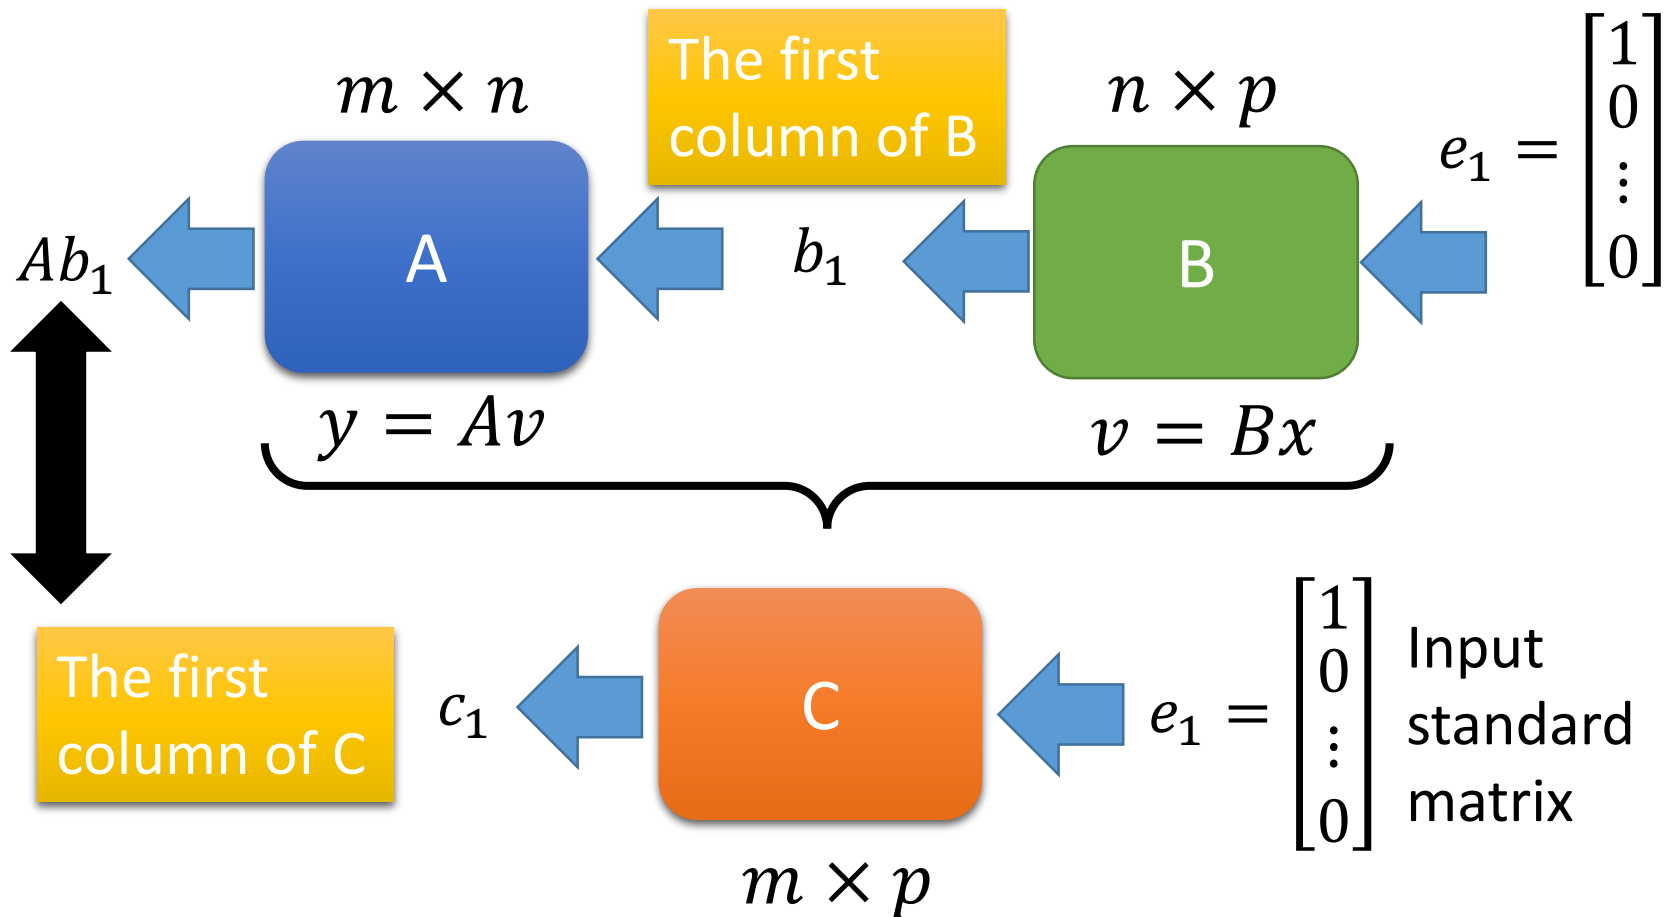 m × n
The first
column of B
n × p
e₁ = [1 0 ⋮ 0]
Ab₁
A
b₁
B
y = Av
v = Bx
The first
column of C
c₁
C
e₁ = [1 0 ⋮ 0]
Input
standard
matrix
m × p